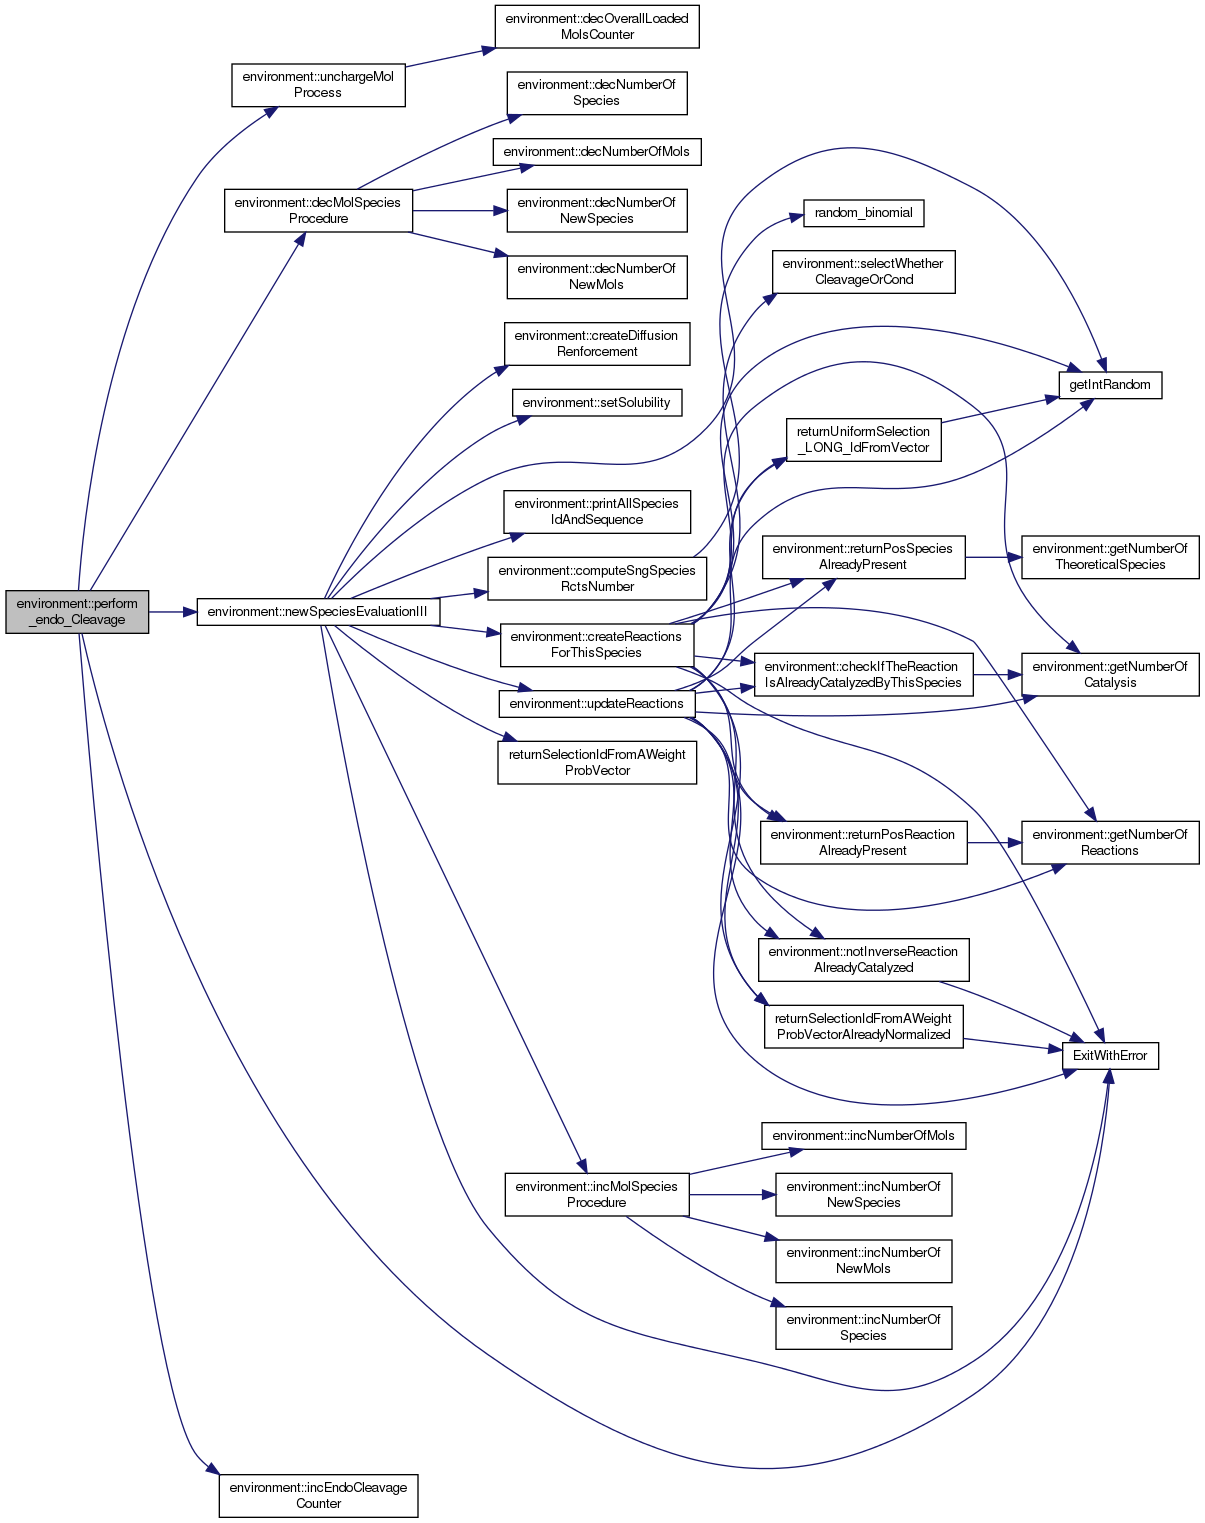 environment::decOverallLoaded
MolsCounter
environment::unchargeMol
Process
environment::decNumberOf
Species
environment::decNumberOfMols
environment::decMolSpecies
Procedure
environment::decNumberOf
NewSpecies
random_binomial
environment::decNumberOf
NewMols
environment::selectWhether
CleavageOrCond
environment::createDiffusion
Renforcement
getIntRandom
environment::setSolubility
returnUniformSelection
_LONG_IdFromVector
environment::printAllSpecies
IdAndSequence
environment::returnPosSpecies
AlreadyPresent
environment::getNumberOf
TheoreticalSpecies
environment::computeSngSpecies
RctsNumber
environment::perform
_endo_Cleavage
environment::newSpeciesEvaluationIII
environment::createReactions
ForThisSpecies
environment::checkIfTheReaction
IsAlreadyCatalyzedByThisSpecies
environment::getNumberOf
Catalysis
environment::updateReactions
returnSelectionIdFromAWeight
ProbVector
environment::returnPosReaction
AlreadyPresent
environment::getNumberOf
Reactions
environment::notInverseReaction
AlreadyCatalyzed
returnSelectionIdFromAWeight
ProbVectorAlreadyNormalized
ExitWithError
environment::incNumberOfMols
environment::incMolSpecies
Procedure
environment::incNumberOf
NewSpecies
environment::incNumberOf
NewMols
environment::incNumberOf
Species
environment::incEndoCleavage
Counter